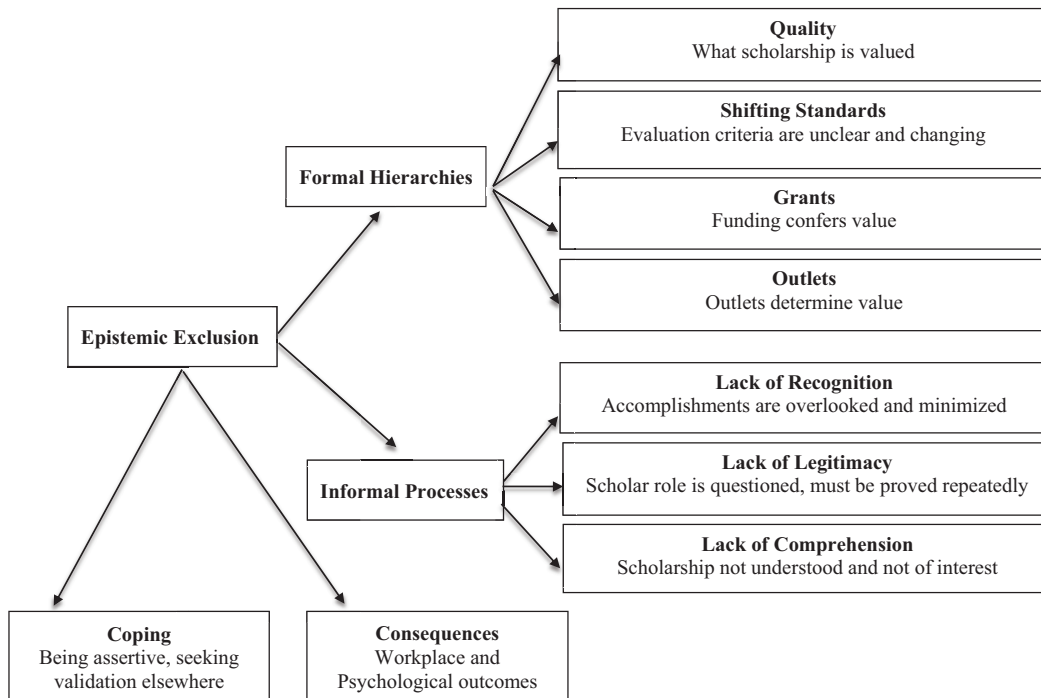 Quality
What scholarship is valued
Shifting Standards
Evaluation criteria are unclear and changing
Formal Hierarchies
Grants
Funding confers value
Outlets
Outlets determine value
Epistemic Exclusion
Lack of Recognition
Accomplishments are overlooked and minimized
Lack of Legitimacy
Scholar role is questioned, must be proved repeatedly
Informal Processes
Lack of Comprehension
Scholarship not understood and not of interest
Coping
Being assertive, seeking
validation elsewhere
Consequences
Workplace and
Psychological outcomes